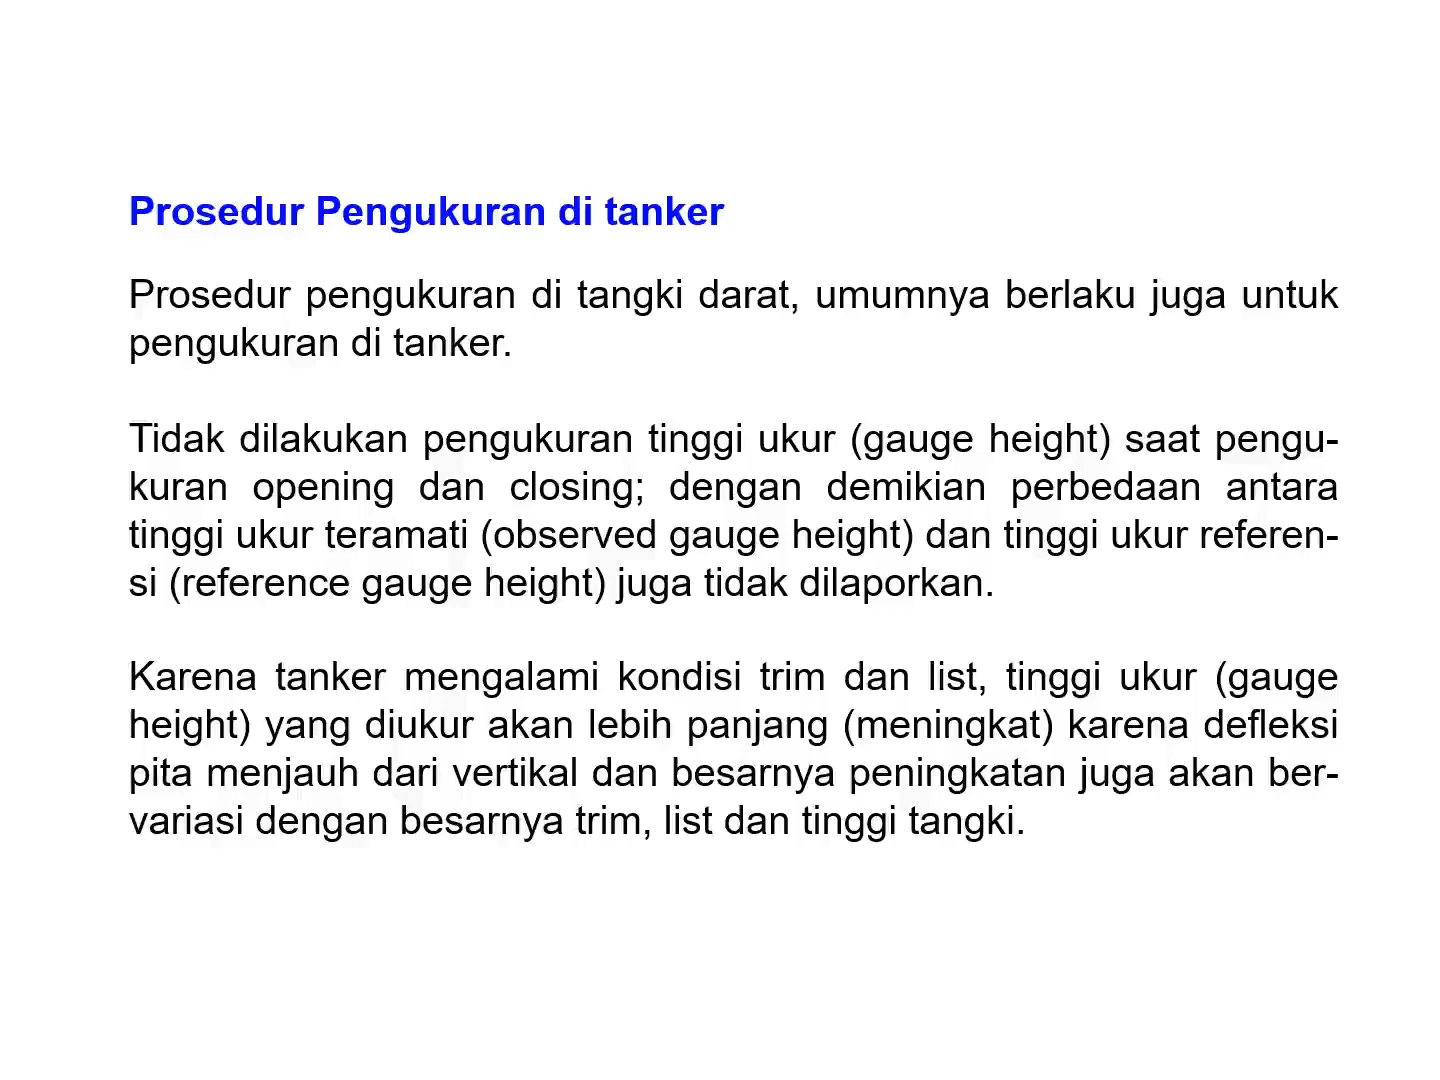 Prosedur Pengukuran di tanker
Prosedur pengukuran di tangki darat, umumnya berlaku juga untuk
pengukuran di tanker.
Tidak dilakukan pengukuran tinggi ukur (gauge height) saat pengu-
kuran opening dan closing; dengan demikian perbedaan antara
tinggi ukur teramati (observed gauge height) dan tinggi ukur referen-
si (reference gauge height) juga tidak dilaporkan.
Karena tanker mengalami kondisi trim dan list, tinggi ukur (gauge
height) yang diukur akan lebih panjang (meningkat) karena defleksi
pita menjauh dari vertikal dan besarnya peningkatan juga akan ber-
variasi dengan besarnya trim, list dan tinggi tangki.